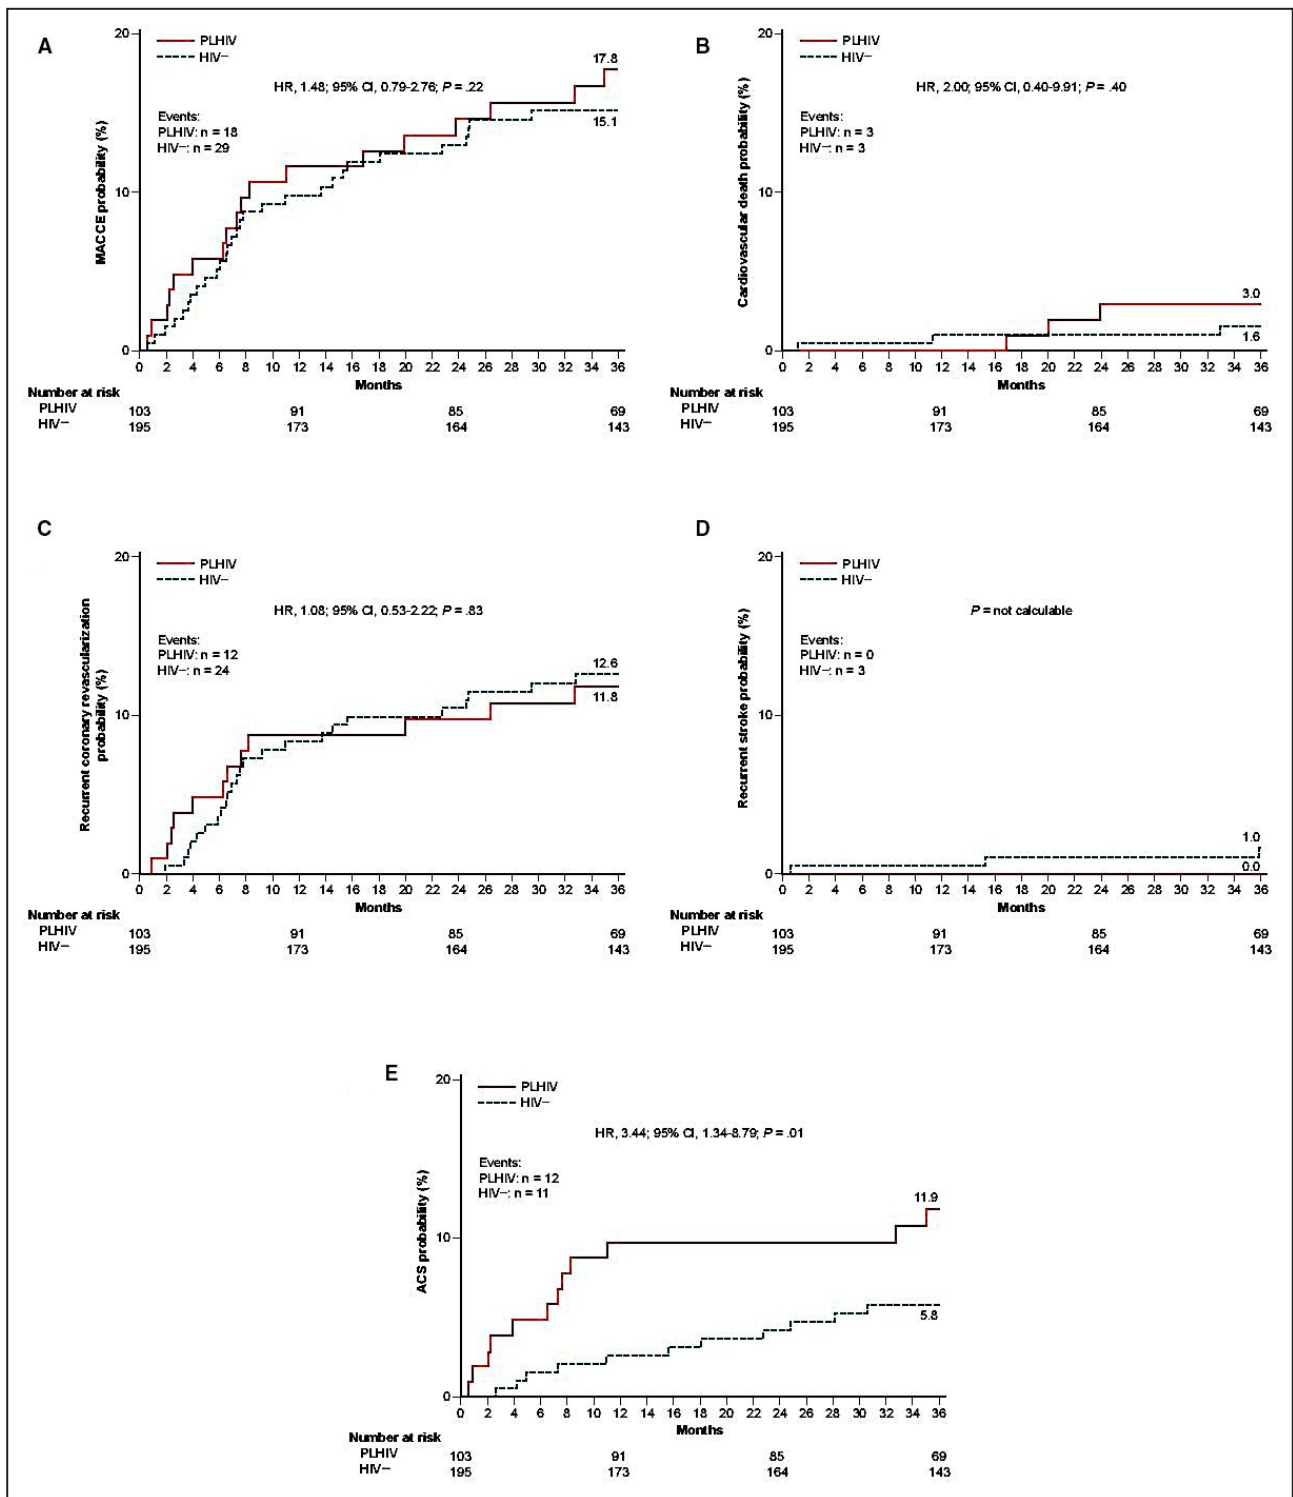 A
20
PLHIV
HIV–
17.8
HR, 1.48; 95% CI, 0.79-2.76; P = .22
Events:
PLHIV: n = 18
HIV–: n = 29
15.1
MACCE probability (%)
10
0
0 2 4 6 8 10 12 14 16 18 20 22 24 26 28 30 32 34 36
Months
Number at risk
PLHIV 103 91 85 69
HIV– 195 173 164 143
B
20
PLHIV
HIV–
HR, 2.00; 95% CI, 0.40-9.91; P = .40
Events:
PLHIV: n = 3
HIV–: n = 3
Cardiovascular death probability (%)
10
3.0
1.6
0
0 2 4 6 8 10 12 14 16 18 20 22 24 26 28 30 32 34 36
Months
Number at risk
PLHIV 103 91 85 69
HIV– 195 173 164 143
C
20
PLHIV
HIV–
HR, 1.08; 95% CI, 0.53-2.22; P = .83
Events:
PLHIV: n = 12
HIV–: n = 24
12.6
11.8
Recurrent coronary revascularization
probability (%)
10
0
0 2 4 6 8 10 12 14 16 18 20 22 24 26 28 30 32 34 36
Months
Number at risk
PLHIV 103 91 85 69
HIV– 195 173 164 143
D
20
PLHIV
HIV–
P = not calculable
Events:
PLHIV: n = 0
HIV–: n = 3
Recurrent stroke probability (%)
10
1.0
0.0
0
0 2 4 6 8 10 12 14 16 18 20 22 24 26 28 30 32 34 36
Months
Number at risk
PLHIV 103 91 85 69
HIV– 195 173 164 143
E
20
PLHIV
HIV–
HR, 3.44; 95% CI, 1.34-8.79; P = .01
Events:
PLHIV: n = 12
HIV–: n = 11
11.9
ACS probability (%)
10
5.8
0
0 2 4 6 8 10 12 14 16 18 20 22 24 26 28 30 32 34 36
Months
Number at risk
PLHIV 103 91 85 69
HIV– 195 173 164 143